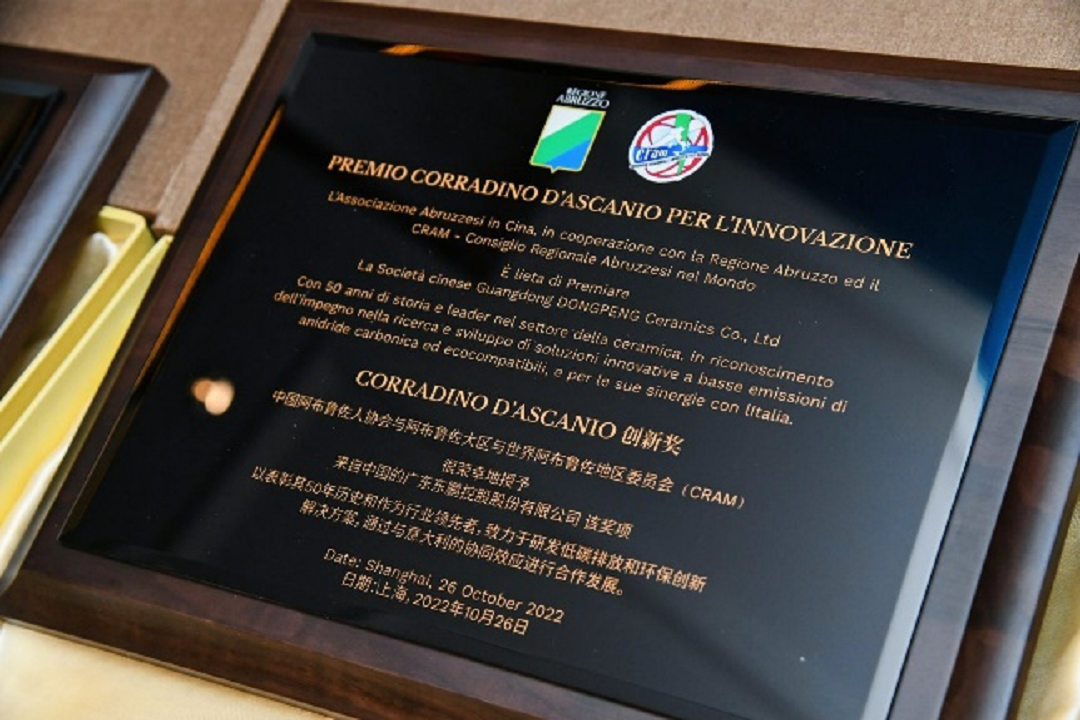 REGIONE
ABRUZZO
cram
PREMIO CORRADINO D'ASCANIO PER L'INNOVAZIONE
L'Associazione Abruzzesi in Cina, in cooperazione con la Regione Abruzzo ed il
CRAM - Consiglio Regionale Abruzzesi nel Mondo
È lieta di Premiare
La Società cinese Guangdong DONGPENG Ceramics Co., Ltd
Con 50 anni di storia e leader nel settore della ceramica, in riconoscimento
dell'impegno nella ricerca e sviluppo di soluzioni innovative a basse emissioni di
anidride carbonica ed ecocompatibili, e per le sue sinergie con lItalia.
CORRADINO D'ASCANIO 创新奖
中国阿布鲁佐人协会与阿布鲁佐大区与世界阿布鲁佐地区委员会（CRAM）
很荣幸地授予
来自中国的广东东鹏控股股份有限公司 该奖项
以表彰其50年历史和作为行业领先者, 致力于研发低碳排放和环保创新
解决方案, 通过与意大利的协同效应进行合作发展。
Date: Shanghai, 26 October 2022
日期:上海, 2022年10月26日